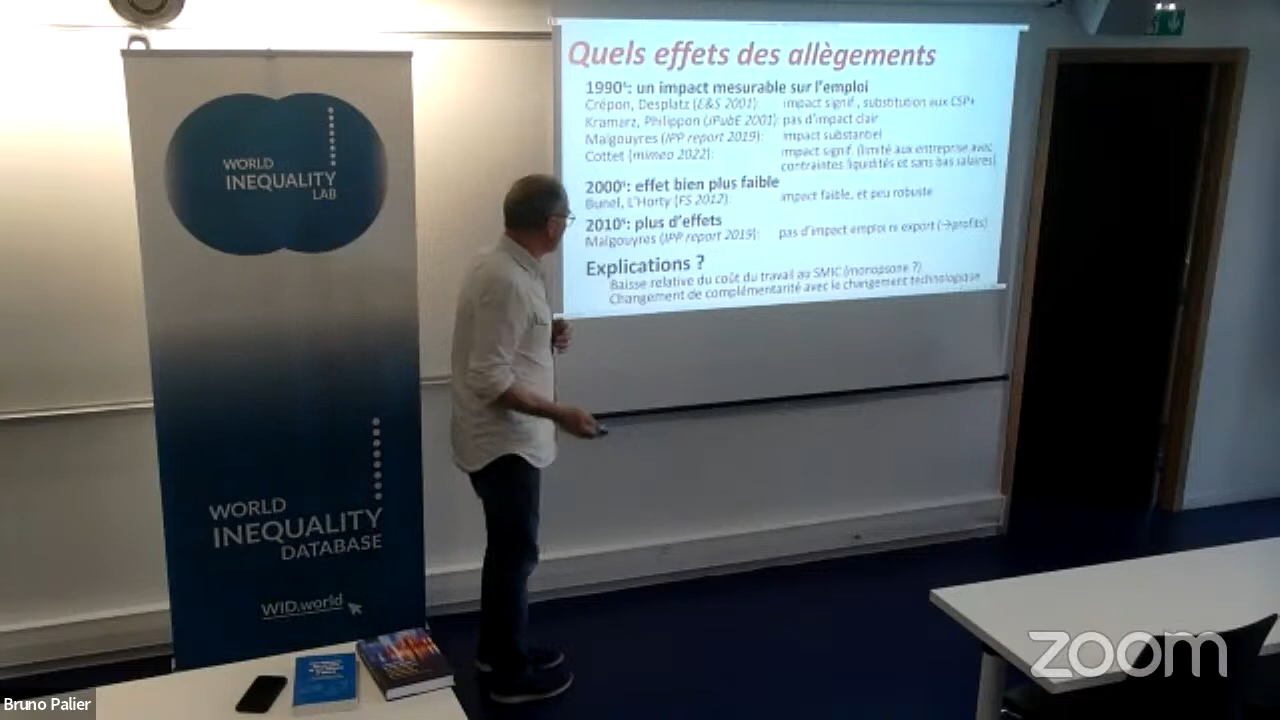 WORLD
INEQUALITY
LAB
WORLD
INEQUALITY
DATABASE
WID.world
Quels effets des allègements
1990ˢ: un impact mesurable sur l'emploi
Crépon, Desplatz (E&S 2001): impact signif., substitution aux CSP+
Kramarz, Philippon (JPubE 2001): pas d'impact clair
Malgouyres (IPP report 2019): impact substantiel
Cottet (mimeo 2022): impact signif. (limité aux entreprise avec
contraintes liquidités et sans bas salaires)
2000ˢ: effet bien plus faible
Bunel, L'Horty (FS 2012): impact faible, et peu robuste
2010ˢ: plus d'effets
Malgouyres (IPP report 2019): pas d'impact emploi ni export (→profits)
Explications ?
Baisse relative du coût du travail au SMIC (monopsone ?)
Changement de complémentarité avec le changement technologique
zoom
Bruno Palier